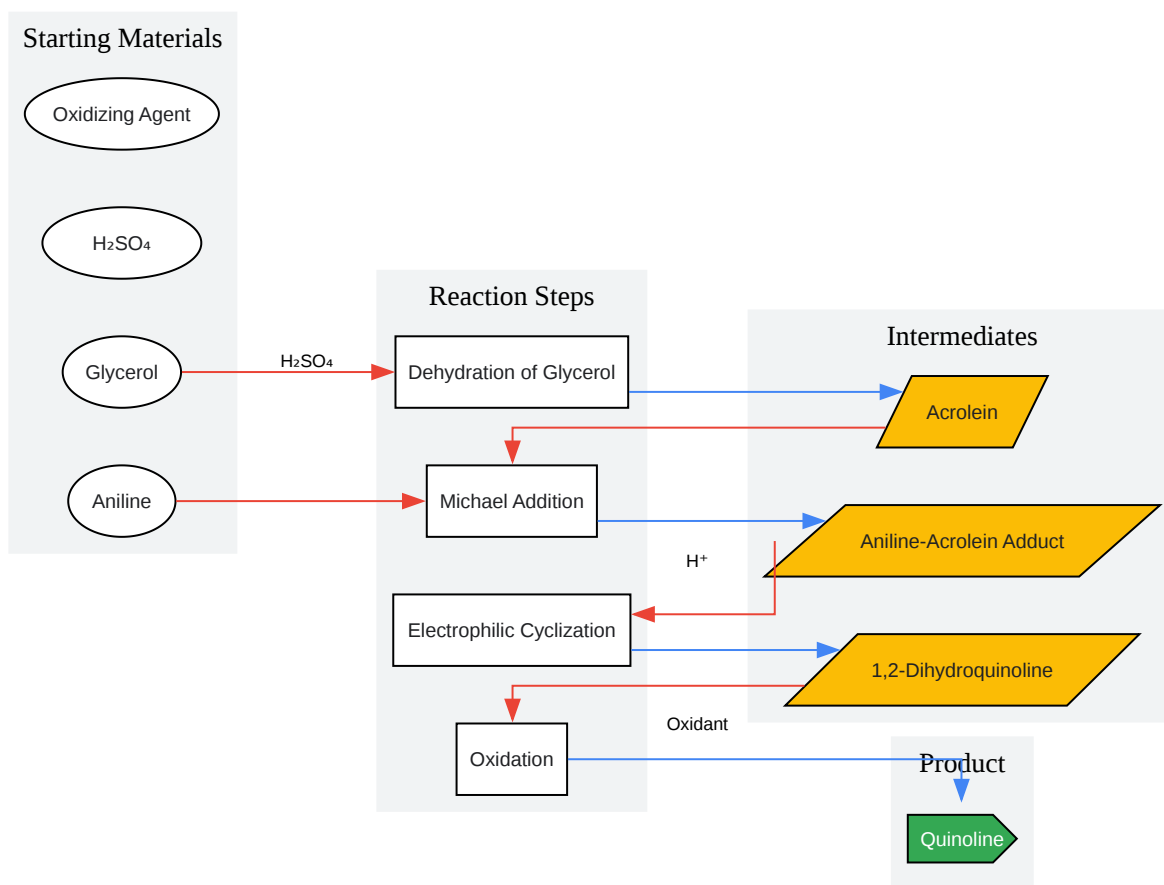 Starting Materials
Oxidizing Agent
H₂SO₄
Glycerol
Aniline
H₂SO₄
Reaction Steps
Dehydration of Glycerol
Michael Addition
Electrophilic Cyclization
Oxidation
H⁺
Oxidant
Intermediates
Acrolein
Aniline-Acrolein Adduct
1,2-Dihydroquinoline
Product
Quinoline